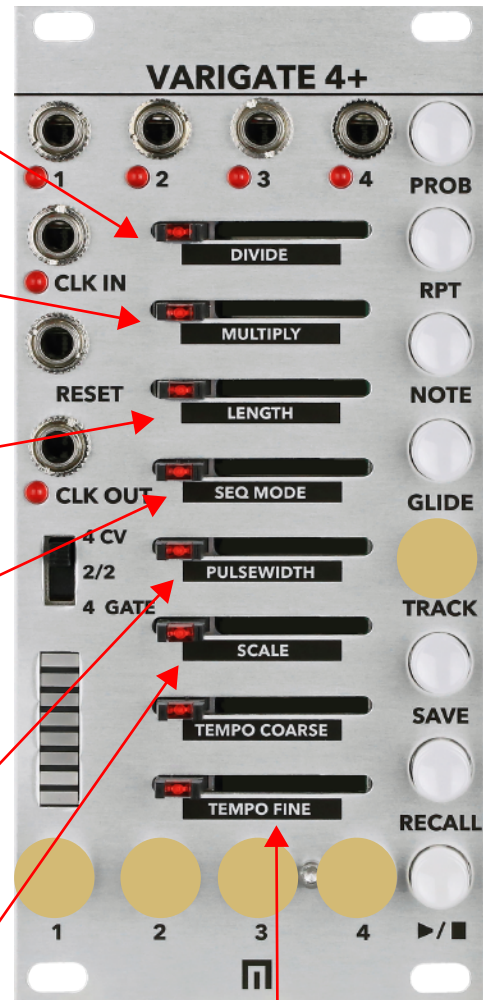 VARIGATE 4+
1
2
3
4
PROB
DIVIDE
CLK IN
RPT
MULTIPLY
RESET
NOTE
LENGTH
CLK OUT
SEQ MODE
GLIDE
4 CV
2/2
4 GATE
PULSEWIDTH
TRACK
SCALE
SAVE
TEMPO COARSE
TEMPO FINE
RECALL
1
2
3
4
▶/■